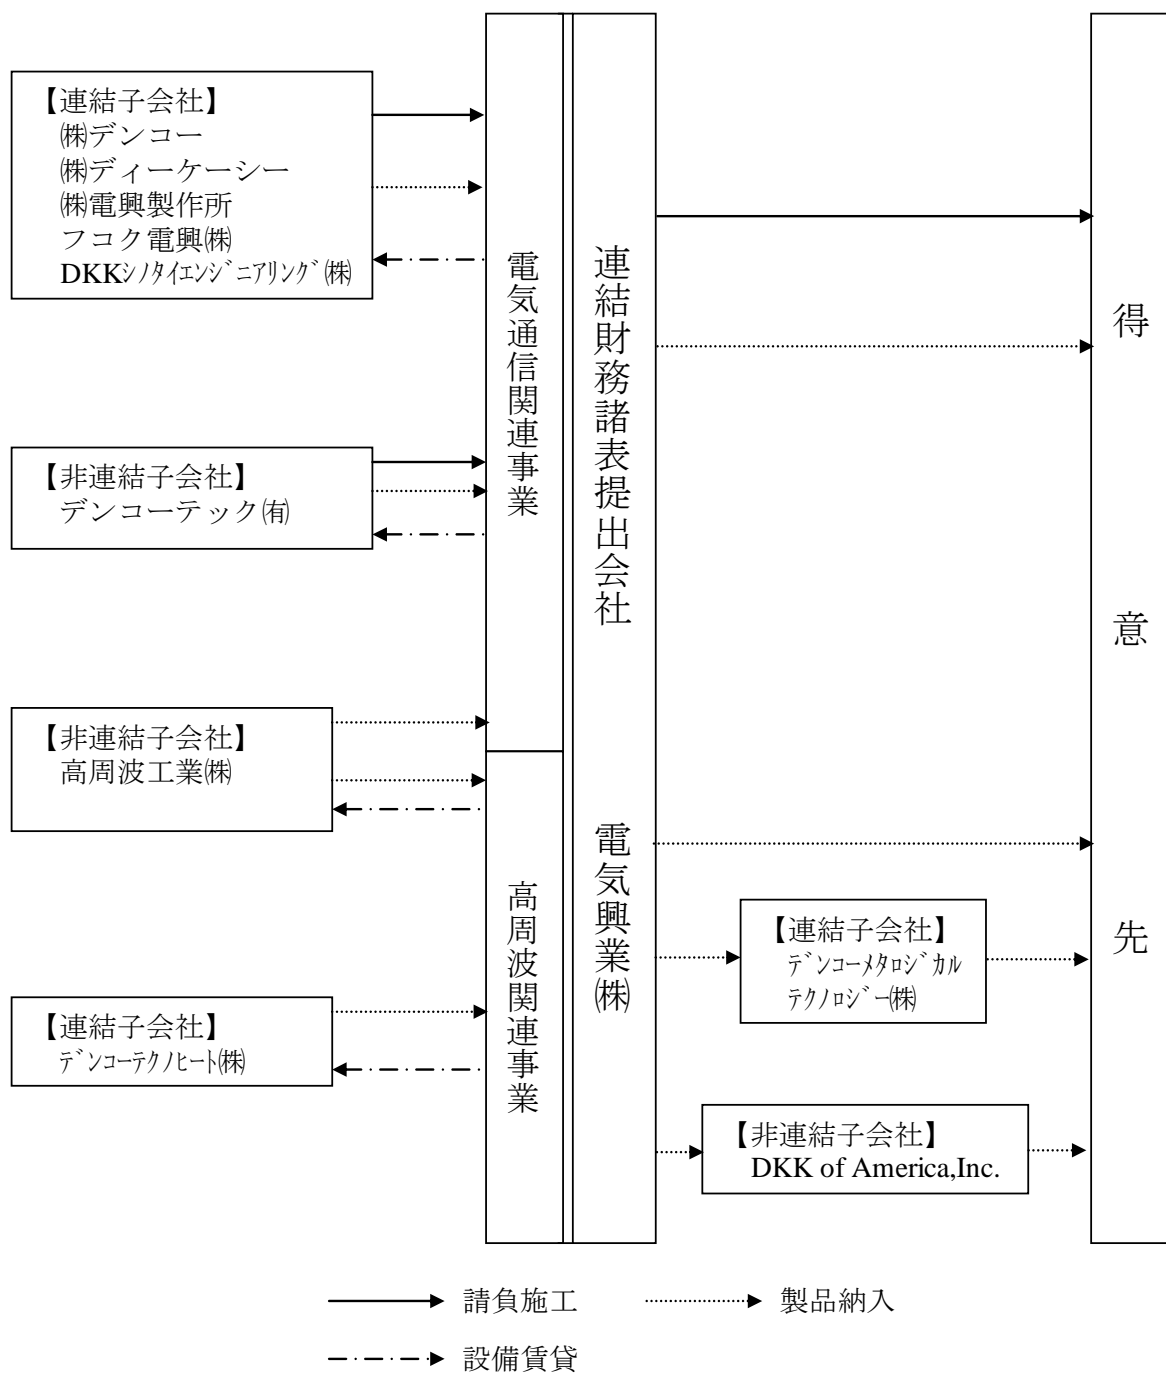 【連結子会社】
㈱デンコー
㈱ディーケーシー
㈱電興製作所
フコク電興㈱
DKKｼﾉﾀｲｴﾝｼﾞﾆｱﾘﾝｸﾞ㈱
【非連結子会社】
デンコーテック㈲
【非連結子会社】
高周波工業㈱
【連結子会社】
ﾃﾞﾝｺｰﾃｸﾉﾋｰﾄ㈱
電気通信関連事業
高周波関連事業
連結財務諸表提出会社
電気興業㈱
【連結子会社】
ﾃﾞﾝｺｰﾒﾀﾛｼﾞｶﾙ
ﾃｸﾉﾛｼﾞｰ㈱
【非連結子会社】
DKK of America,Inc.
得意先
請負施工
製品納入
設備賃貸